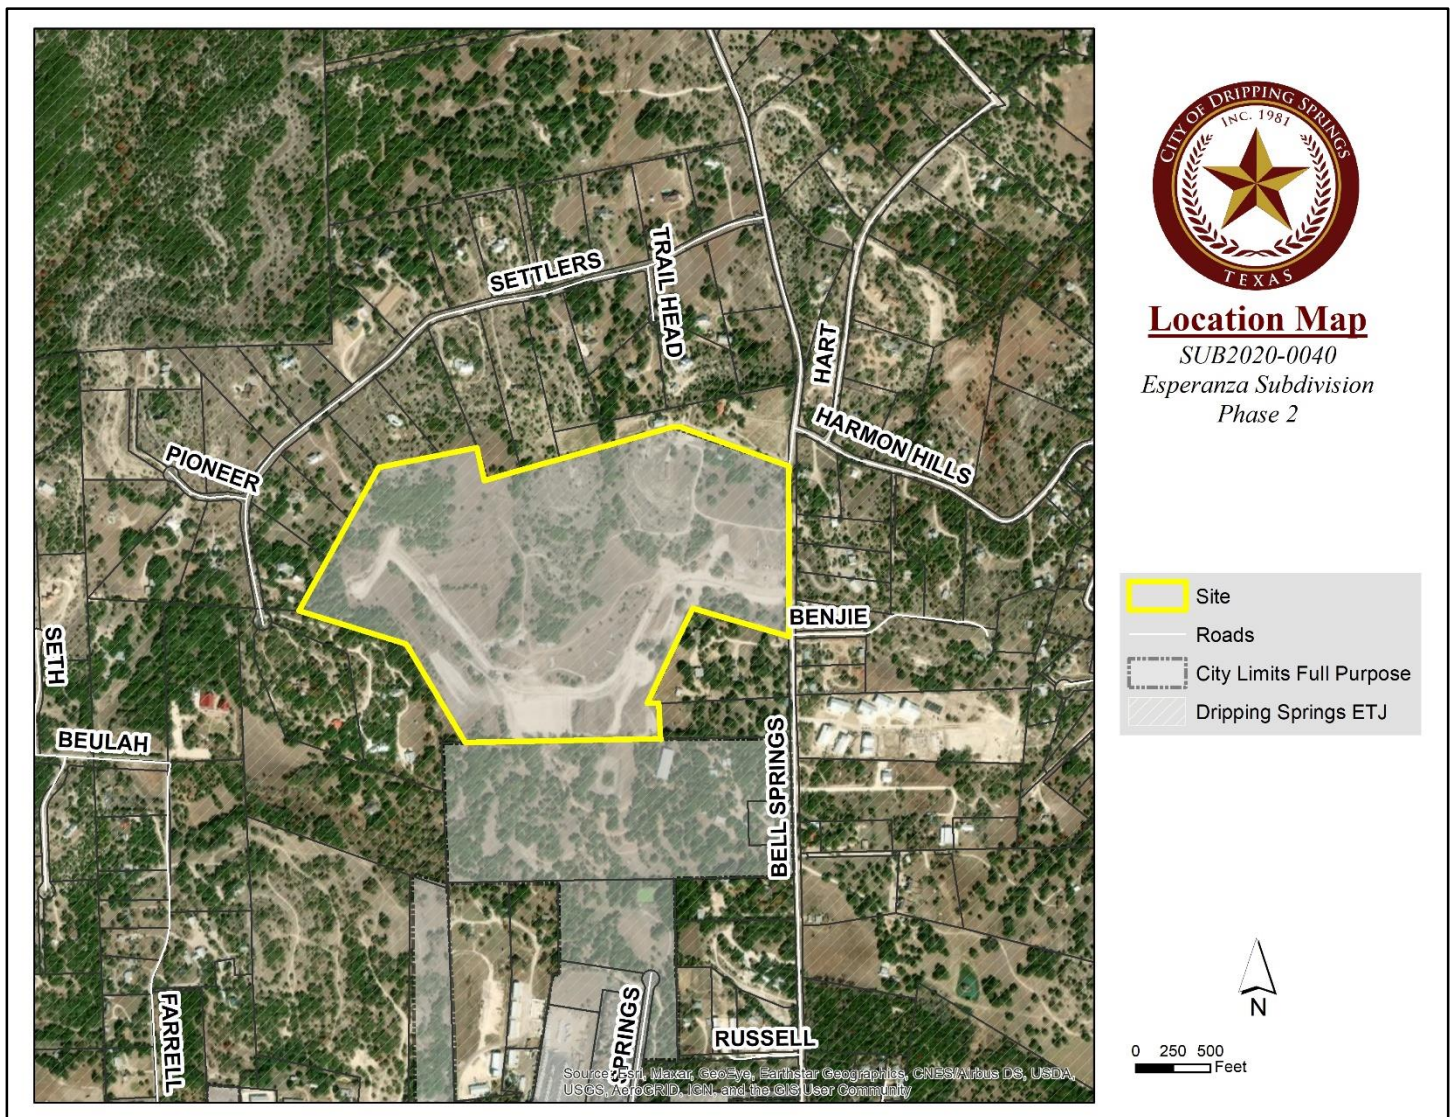 CITY OF DRIPPING SPRINGS
INC. 1981
TEXAS
Location Map
SUB2020-0040
Esperanza Subdivision
Phase 2
SETTLERS
TRAIL HEAD
HART
HARMON HILLS
PIONEER
BENJIE
SETH
BEULAH
BELL SPRINGS
FARRELL
SPRINGS
RUSSELL
Site
Roads
City Limits Full Purpose
Dripping Springs ETJ
N
0 250 500
Feet
Source: Esri, Maxar, GeoEye, Earthstar Geographics, CNES/Airbus DS, USDA,
USGS, AeroGRID, IGN, and the GIS User Community